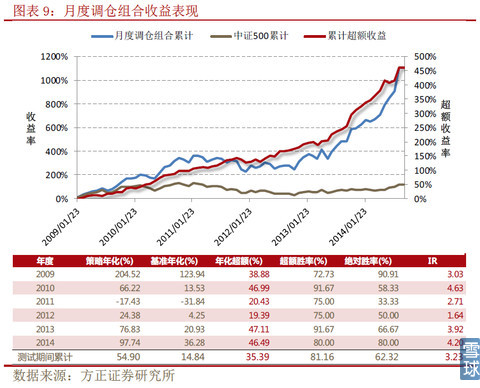 图表 9：月度调仓组合收益表现
月度调仓组合累计 中证500累计 累计超额收益
1200% 500%
450%
1000% 400%
350%
800% 300%
600% 250%
200%
400% 150%
200% 100%
50%
0% 0%
收益率
超额收益率
2009/01/23 2010/01/23 2011/01/23 2012/01/23 2013/01/23 2014/01/23
年度 策略年化(%) 基准年化(%) 年化超额(%) 超额胜率(%) 绝对胜率(%) IR
2009 204.52 123.94 38.88 72.73 90.91 3.03
2010 66.22 13.53 46.99 91.67 58.33 4.63
2011 -17.43 -31.84 20.43 75.00 33.33 2.71
2012 24.38 4.25 19.39 75.00 50.00 1.64
2013 76.83 20.93 47.11 91.67 66.67 3.92
2014 97.74 36.28 46.49 80.00 80.00 4.20
测试期间累计 54.90 14.84 35.39 81.16 62.32 3.23
数据来源：方正证券研究所
雪球